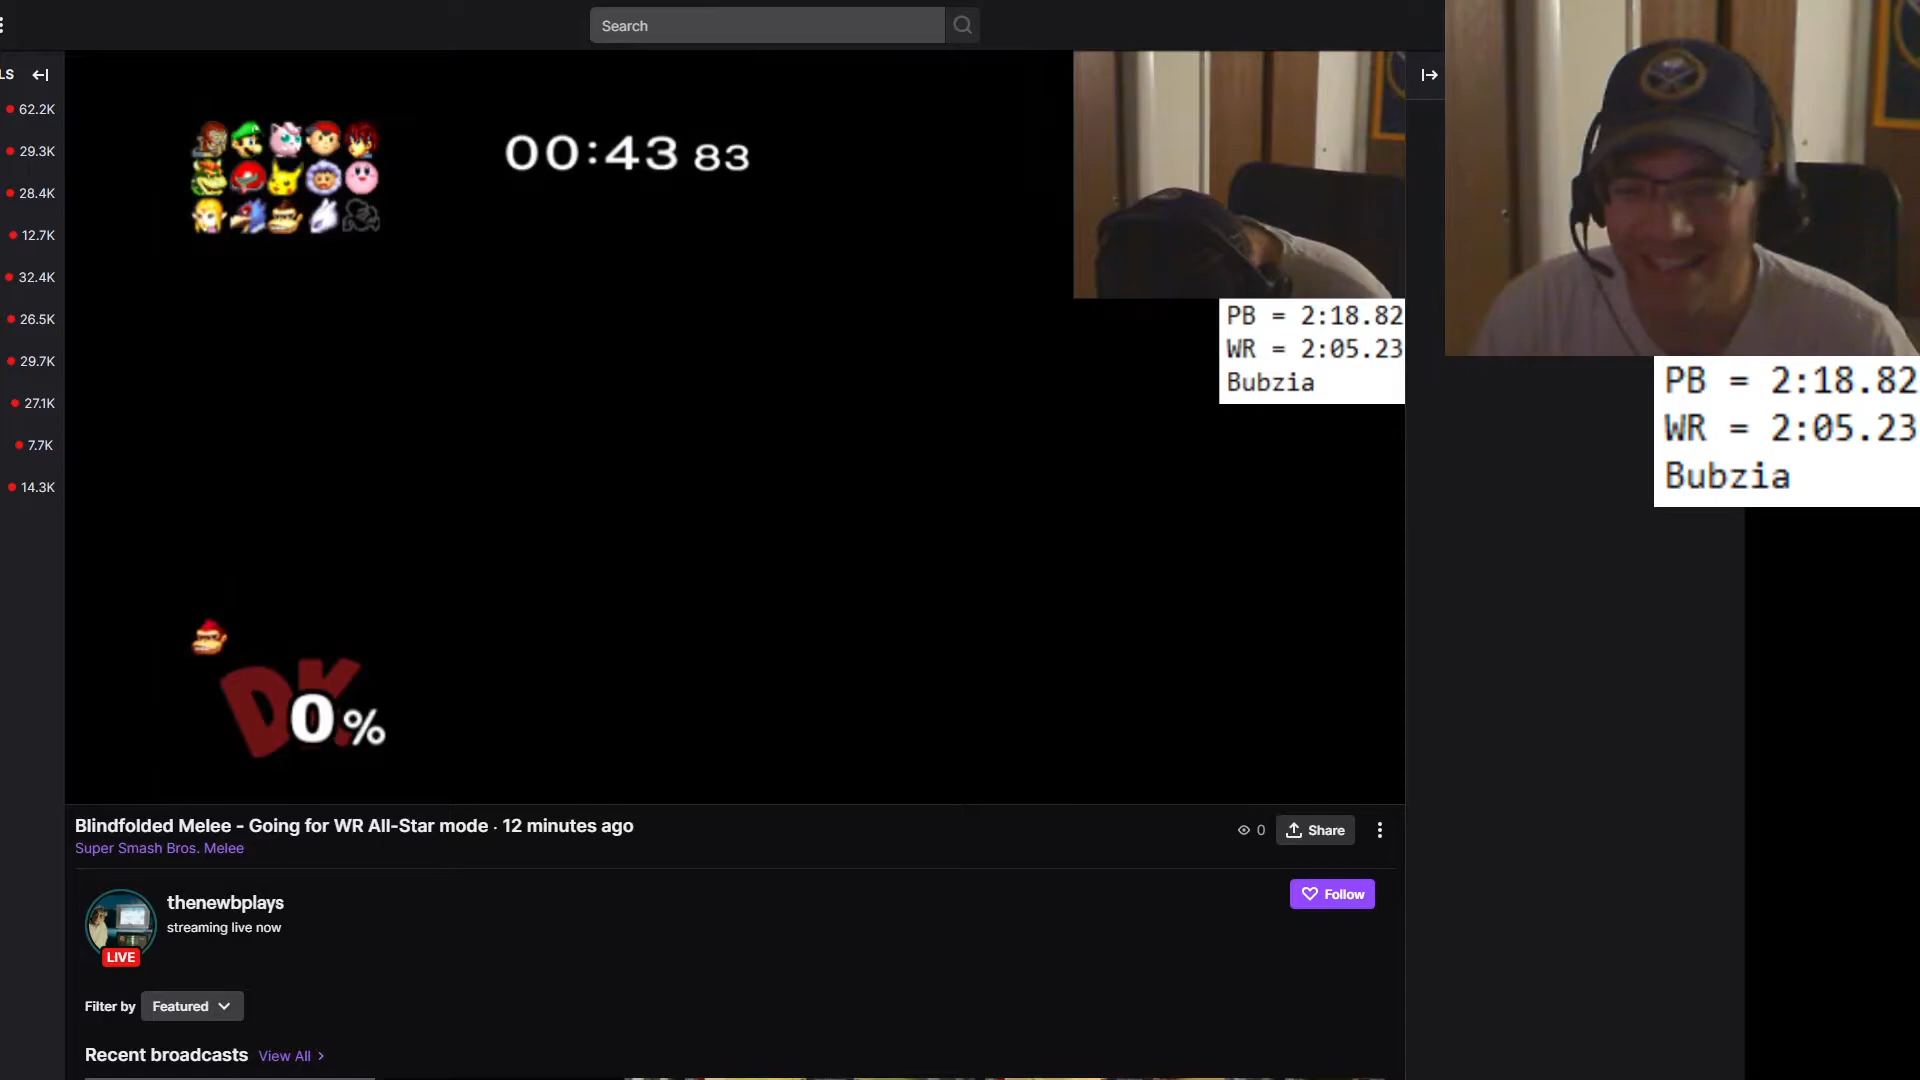 Search
LS
62.2K
29.3K
28.4K
12.7K
32.4K
26.5K
29.7K
27.1K
7.7K
14.3K
00:43 83
PB = 2:18.82
WR = 2:05.23
Bubzia
PB = 2:18.82
WR = 2:05.23
Bubzia
DK
0%
Blindfolded Melee - Going for WR All-Star mode · 12 minutes ago
Super Smash Bros. Melee
0
Share
thenewbplays
streaming live now
LIVE
Follow
Filter by Featured
Recent broadcasts View All